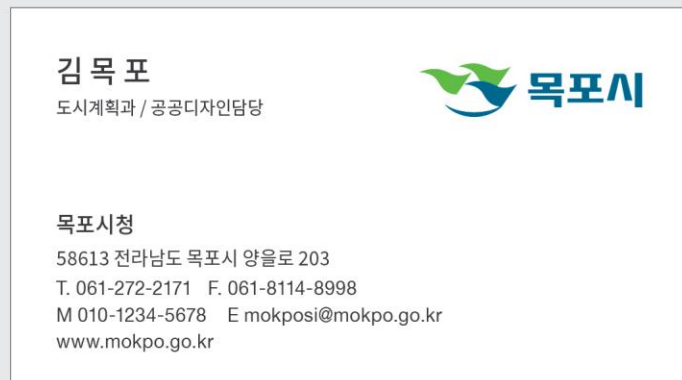 김목포
도시계획과 / 공공디자인담당
목포시
목포시청
58613 전라남도 목포시 양을로 203
T. 061-272-2171 F. 061-8114-8998
M 010-1234-5678 E mokposi@mokpo.go.kr
www.mokpo.go.kr